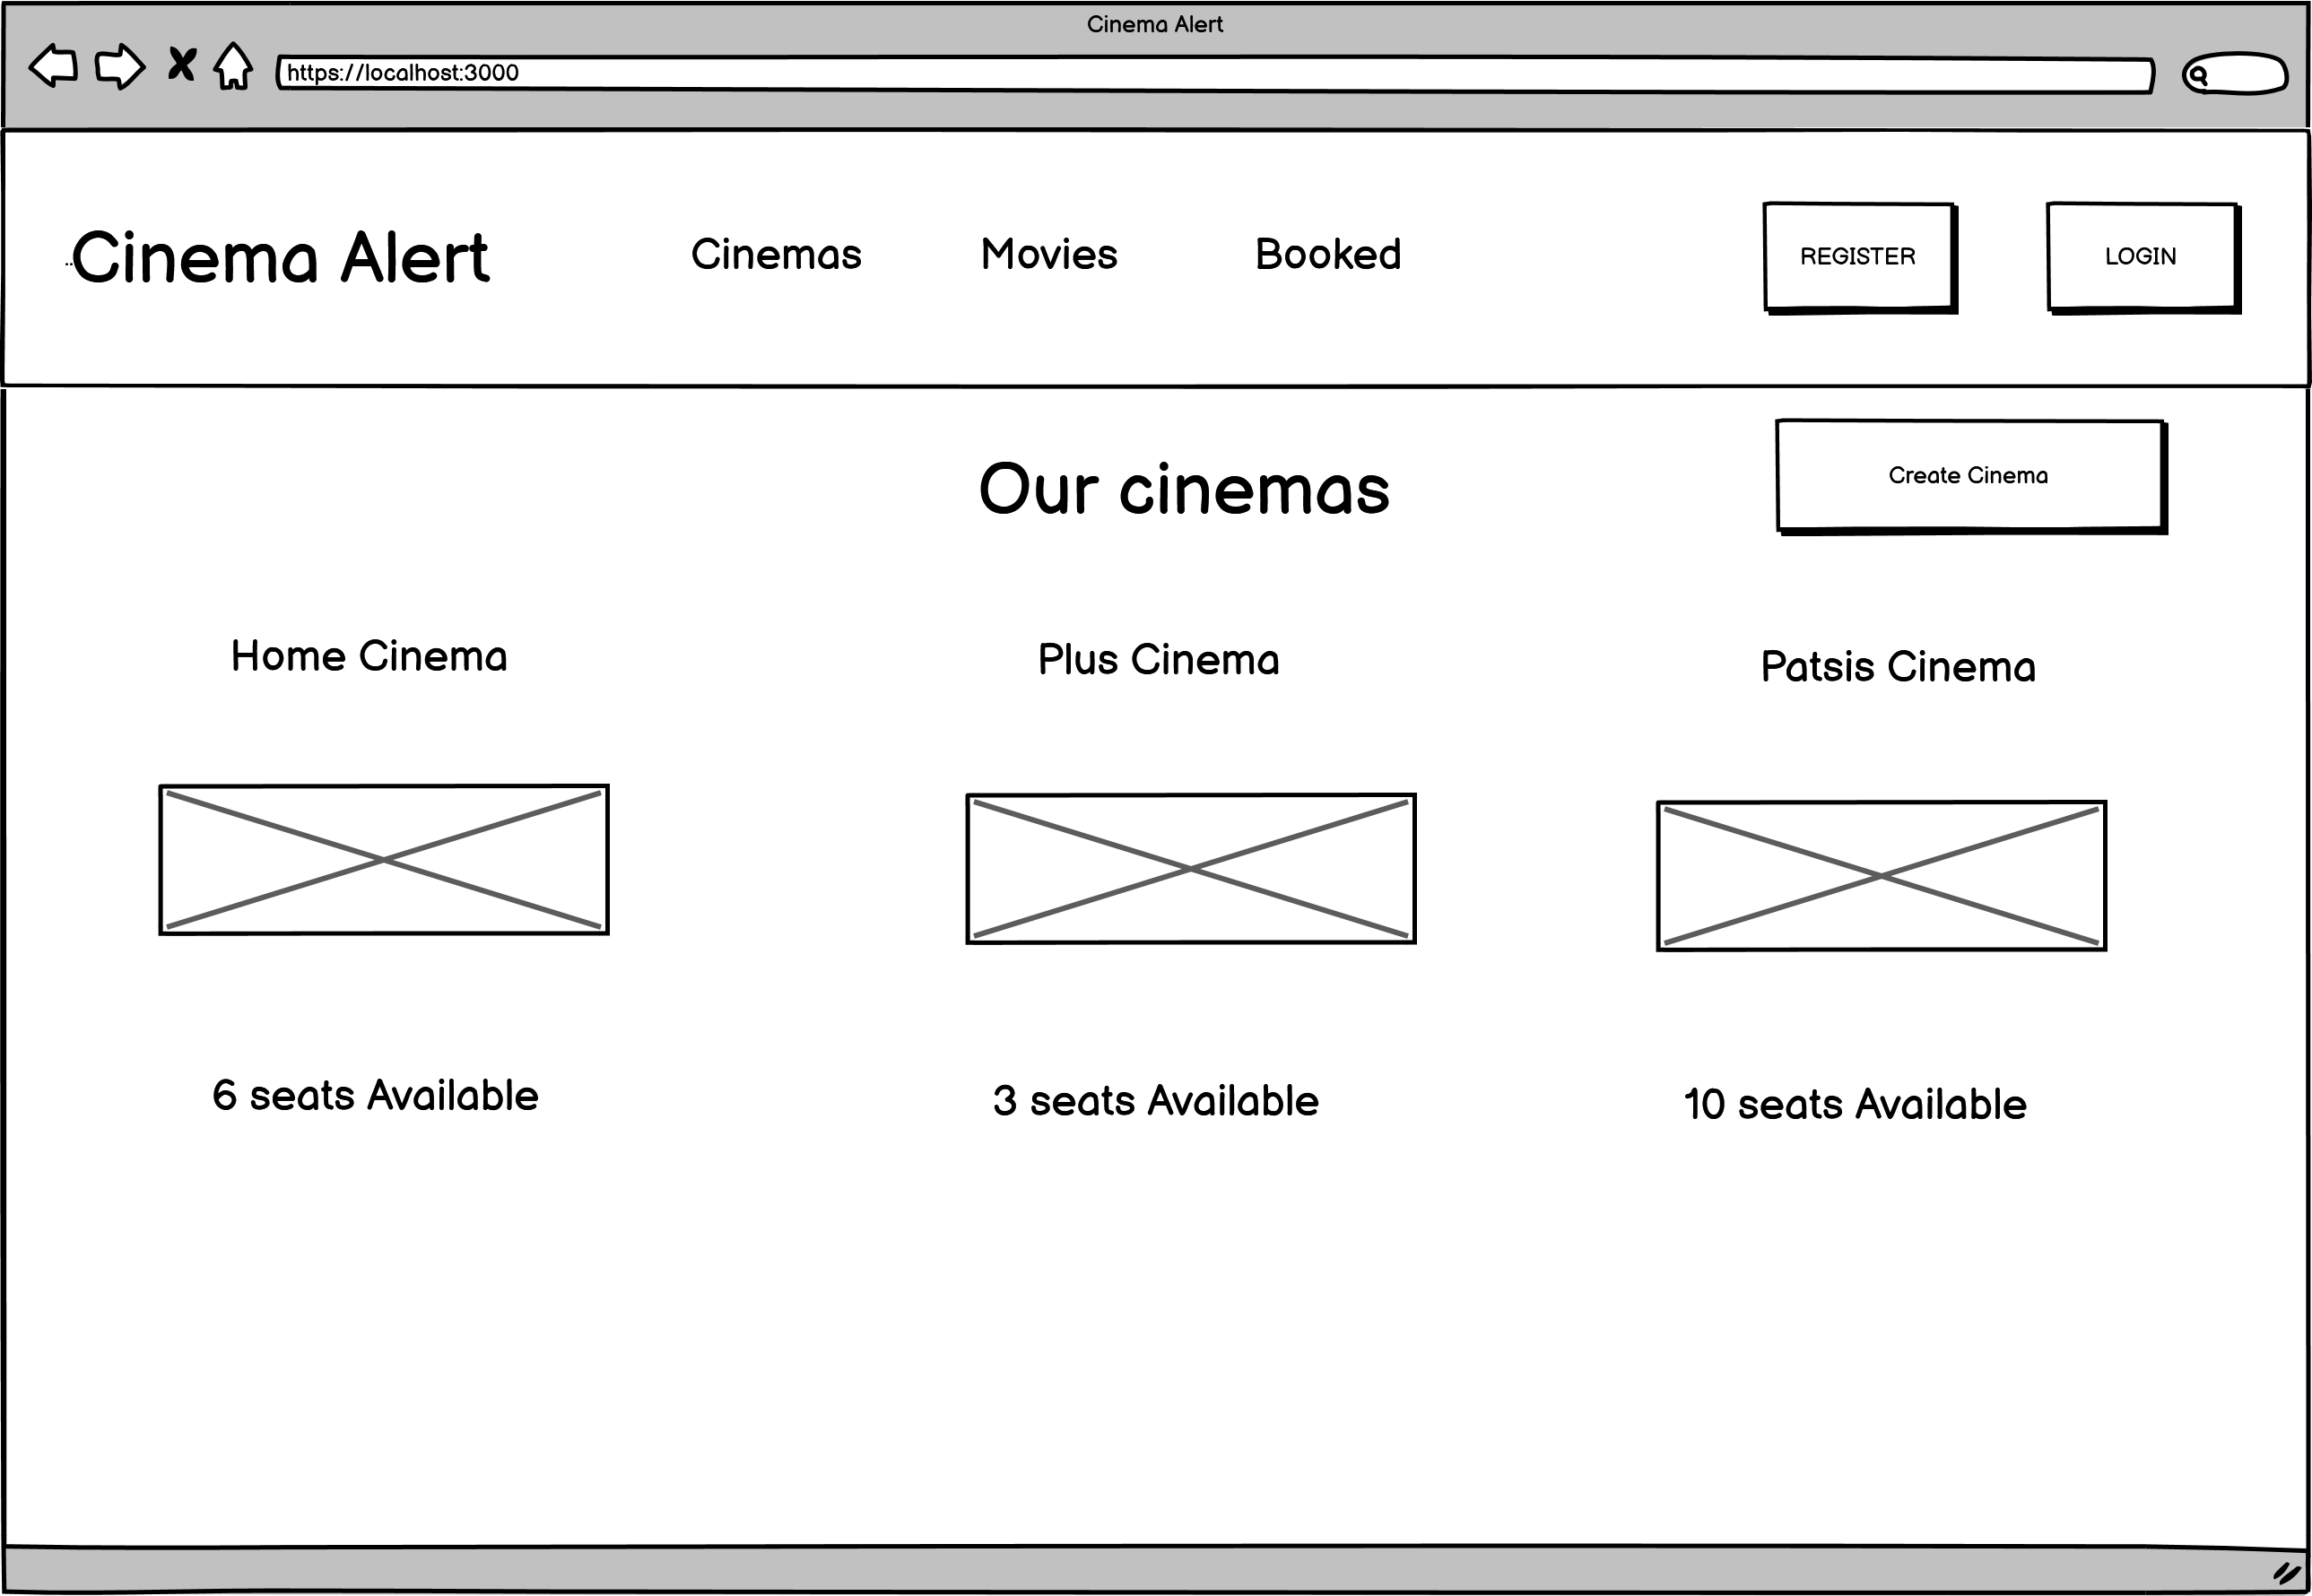 Cinema Alert
https://localhost:3000
Cinema Alert
Cinemas
Movies
Booked
REGISTER
LOGIN
Our cinemas
Create Cinema
Home Cinema
Plus Cinema
Patsis Cinema
6 seats Available
3 seats Available
10 seats Available